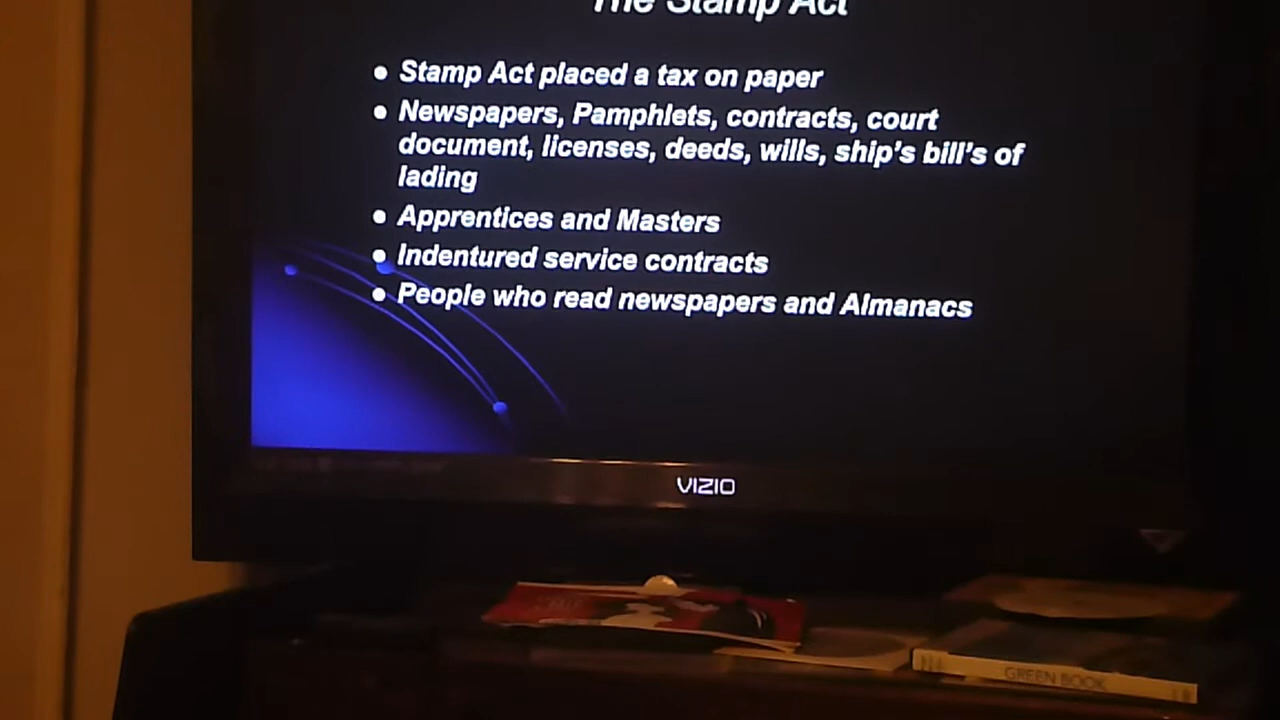 The Stamp Act
• Stamp Act placed a tax on paper
• Newspapers, Pamphlets, contracts, court
document, licenses, deeds, wills, ship's bill's of
lading
• Apprentices and Masters
• Indentured service contracts
• People who read newspapers and Almanacs
VIZIO
GREEN BOOK